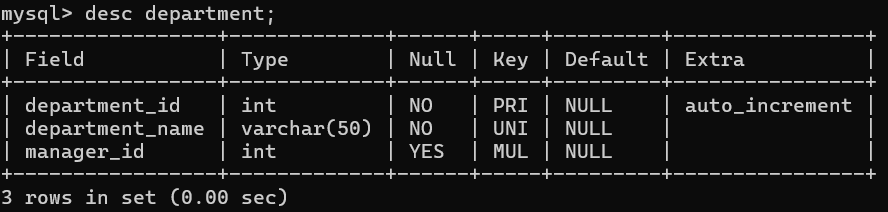 mysql> desc department;
+-----------------+-------------+------+-----+---------+----------------+
| Field           | Type        | Null | Key | Default | Extra          |
+-----------------+-------------+------+-----+---------+----------------+
| department_id   | int         | NO   | PRI | NULL    | auto_increment |
| department_name | varchar(50) | NO   | UNI | NULL    |                |
| manager_id      | int         | YES  | MUL | NULL    |                |
+-----------------+-------------+------+-----+---------+----------------+
3 rows in set (0.00 sec)